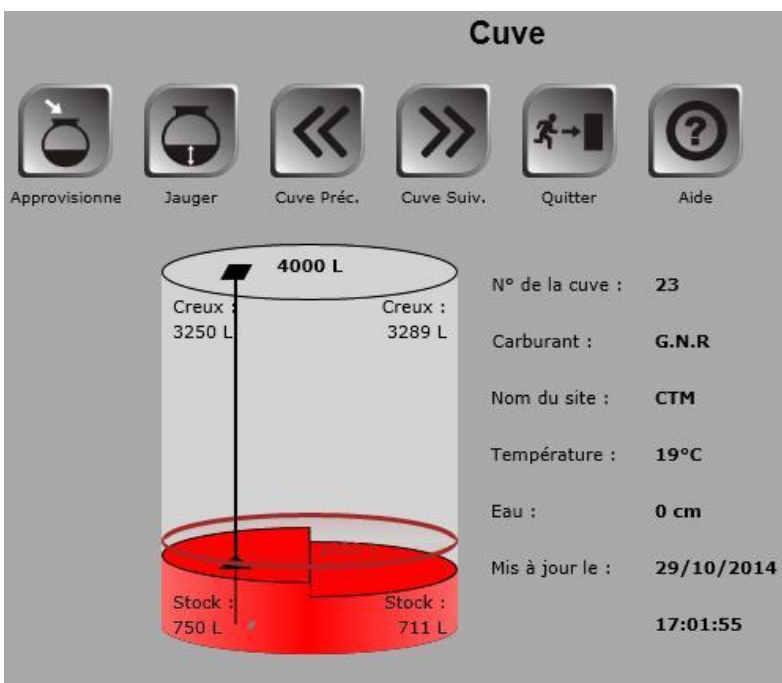 Cuve
Approvisionne
Jauger
Cuve Préc.
Cuve Suiv.
Quitter
Aide
4000 L
Creux :
3250 L
Creux :
3289 L
Stock :
750 L
Stock :
711 L
N° de la cuve : 23
Carburant : G.N.R
Nom du site : CTM
Température : 19°C
Eau : 0 cm
Mis à jour le : 29/10/2014
17:01:55